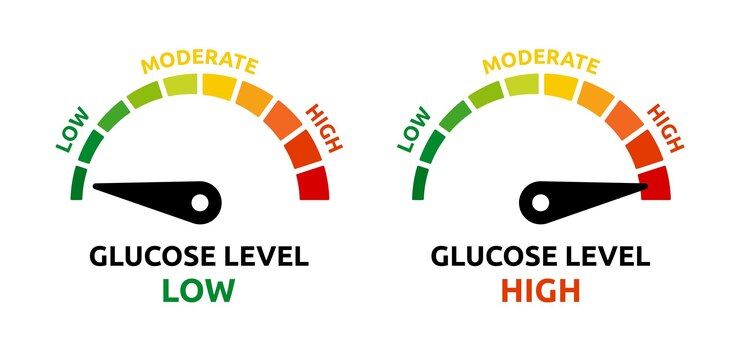 MODERATE
LOW
HIGH
GLUCOSE LEVEL
LOW
MODERATE
LOW
HIGH
GLUCOSE LEVEL
HIGH